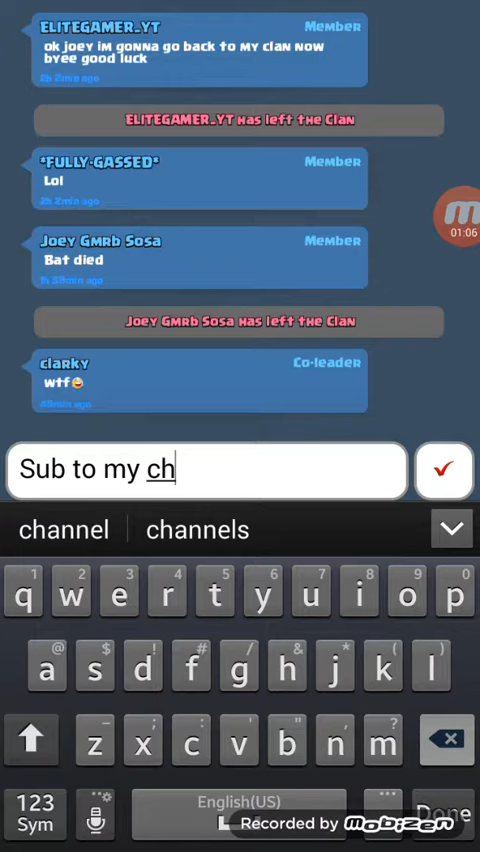 ELITEGAMER_YT Member
ok joey im gonna go back to my clan now
byee good luck
2h 2min ago
ELITEGAMER_YT has left the Clan
*FULLY-GASSED* Member
Lol
2h 2min ago
Joey Gmrb Sosa Member
Bat died
1h 59min ago
Joey Gmrb Sosa has left the Clan
clarky Co-leader
wtf
01:06
Sub to my ch
channel channels
1 2 3 4 5 6 7 8 9 0
q w e r t y u i o p
@ $ ! # / & * ( )
a s d f g h j k l
_ ; : ' " , ?
z x c v b n m
123
Sym
English(US)
Done
Recorded by mobizen